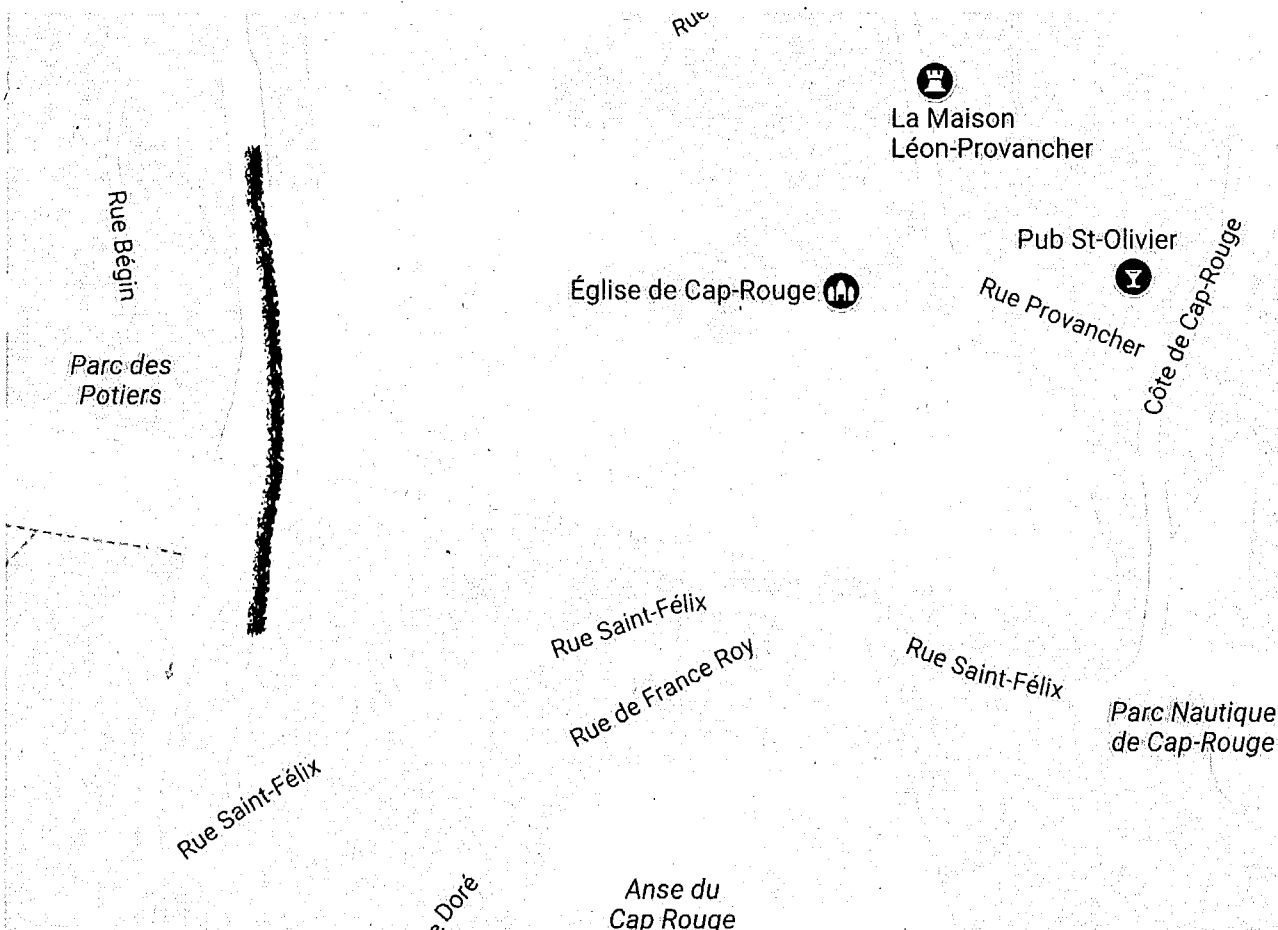 Rue
La Maison
Léon-Provancher
Rue Bégin
Pub St-Olivier
Côte de Cap-Rouge
Église de Cap-Rouge
Rue Provancher
Parc des
Potiers
Rue Saint-Félix
Rue de France Roy
Rue Saint-Félix
Parc Nautique
de Cap-Rouge
Rue Saint-Félix
Doré
Anse du
Cap Rouge